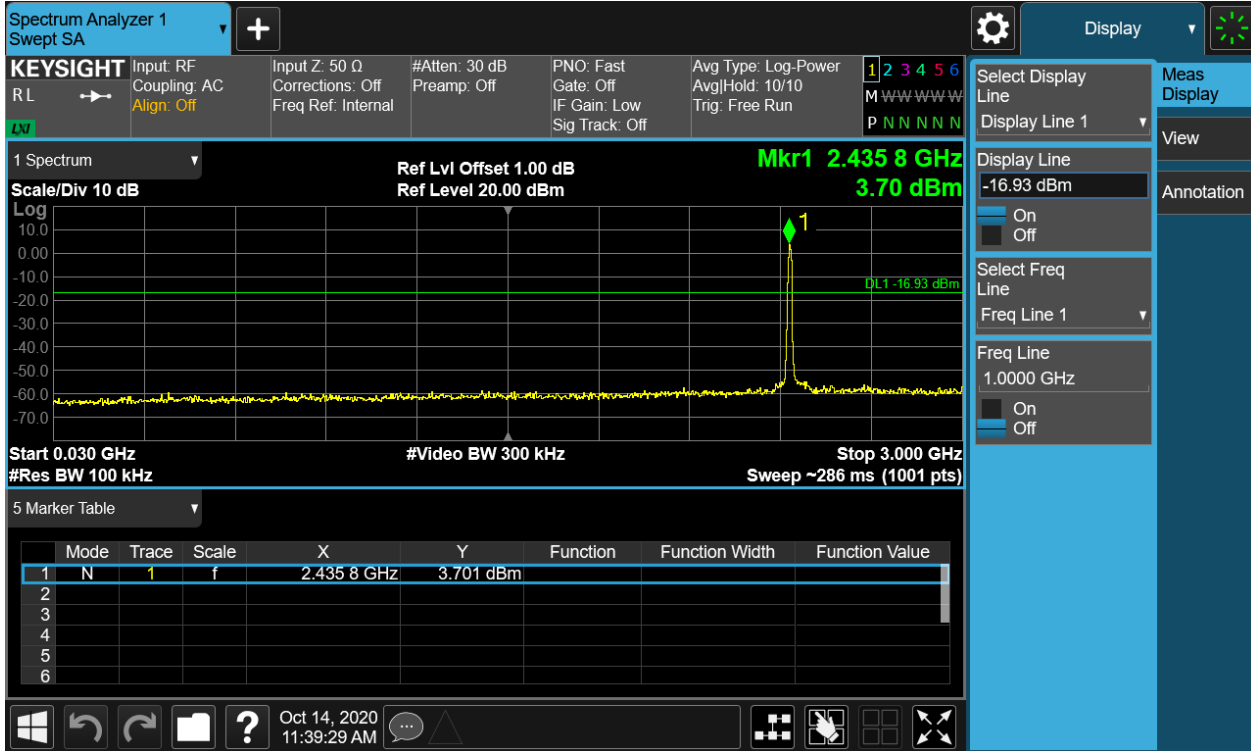 Spectrum Analyzer 1
Swept SA
Display
KEYSIGHT
RL
LXI
Input: RF
Coupling: AC
Align: Off
Input Z: 50 Ω
Corrections: Off
Freq Ref: Internal
#Atten: 30 dB
Preamp: Off
PNO: Fast
Gate: Off
IF Gain: Low
Sig Track: Off
Avg Type: Log-Power
Avg|Hold: 10/10
Trig: Free Run
1 2 3 4 5 6
M W W W W W
P N N N N N
1 Spectrum
Scale/Div 10 dB
Ref Lvl Offset 1.00 dB
Ref Level 20.00 dBm
Mkr1 2.435 8 GHz
3.70 dBm
Log
10.0
0.00
-10.0
-20.0
-30.0
-40.0
-50.0
-60.0
-70.0
1
DL1 -16.93 dBm
Start 0.030 GHz
#Res BW 100 kHz
#Video BW 300 kHz
Stop 3.000 GHz
Sweep ~286 ms (1001 pts)
5 Marker Table
Mode Trace Scale X Y Function Function Width Function Value
1 N 1 f 2.435 8 GHz 3.701 dBm
2
3
4
5
6
Select Display
Line
Display Line 1
Display Line
-16.93 dBm
On
Off
Select Freq
Line
Freq Line 1
Freq Line
1.0000 GHz
On
Off
Meas
Display
View
Annotation
?
Oct 14, 2020
11:39:29 AM